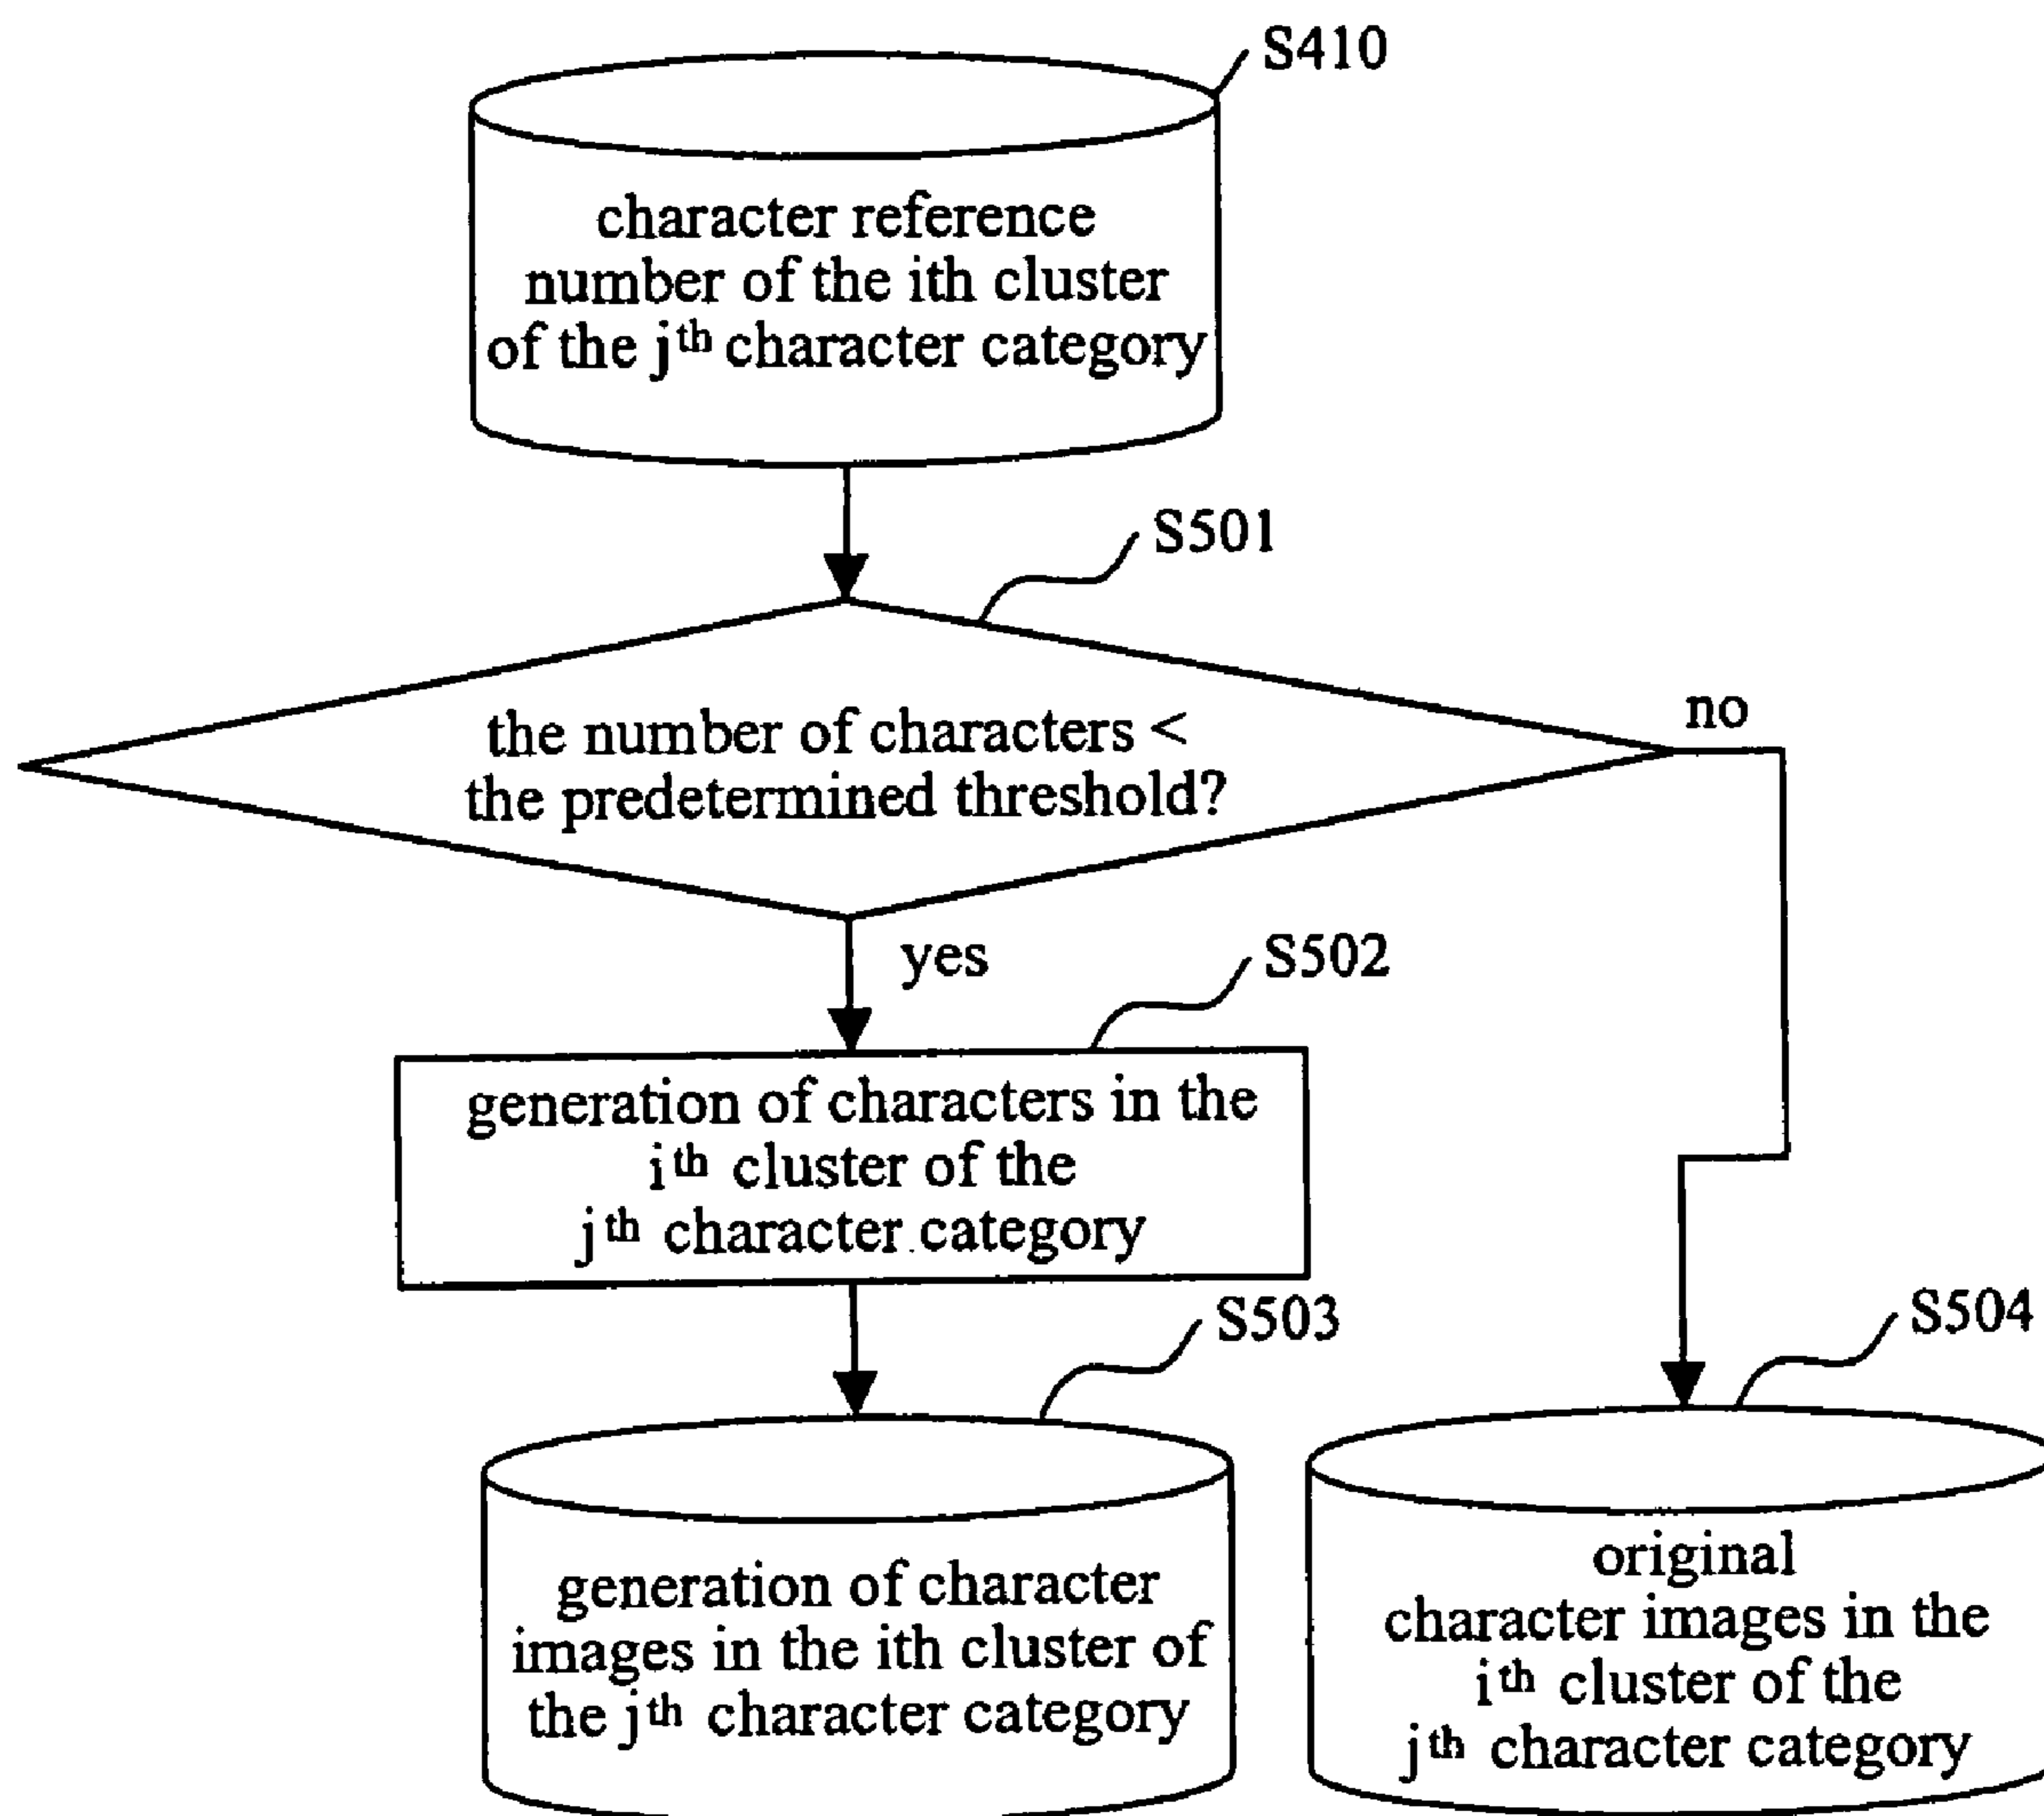 S410
character reference
number of the ith cluster
of the jth character category
S501
the number of characters <
the predetermined threshold?
no
yes
S502
generation of characters in the
ith cluster of the
jth character category
S503
S504
generation of character
images in the ith cluster of
the jth character category
original
character images in the
ith cluster of the
jth character category